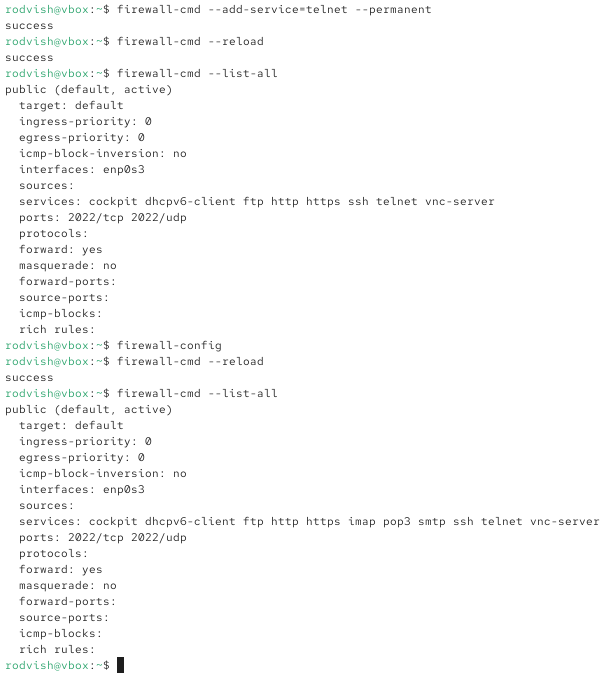 rodvish@vbox:~$ firewall-cmd --add-service=telnet --permanent
success
rodvish@vbox:~$ firewall-cmd --reload
success
rodvish@vbox:~$ firewall-cmd --list-all
public (default, active)
  target: default
  ingress-priority: 0
  egress-priority: 0
  icmp-block-inversion: no
  interfaces: enp0s3
  sources:
  services: cockpit dhcpv6-client ftp http https ssh telnet vnc-server
  ports: 2022/tcp 2022/udp
  protocols:
  forward: yes
  masquerade: no
  forward-ports:
  source-ports:
  icmp-blocks:
  rich rules:
rodvish@vbox:~$ firewall-config
rodvish@vbox:~$ firewall-cmd --reload
success
rodvish@vbox:~$ firewall-cmd --list-all
public (default, active)
  target: default
  ingress-priority: 0
  egress-priority: 0
  icmp-block-inversion: no
  interfaces: enp0s3
  sources:
  services: cockpit dhcpv6-client ftp http https imap pop3 smtp ssh telnet vnc-server
  ports: 2022/tcp 2022/udp
  protocols:
  forward: yes
  masquerade: no
  forward-ports:
  source-ports:
  icmp-blocks:
  rich rules:
rodvish@vbox:~$